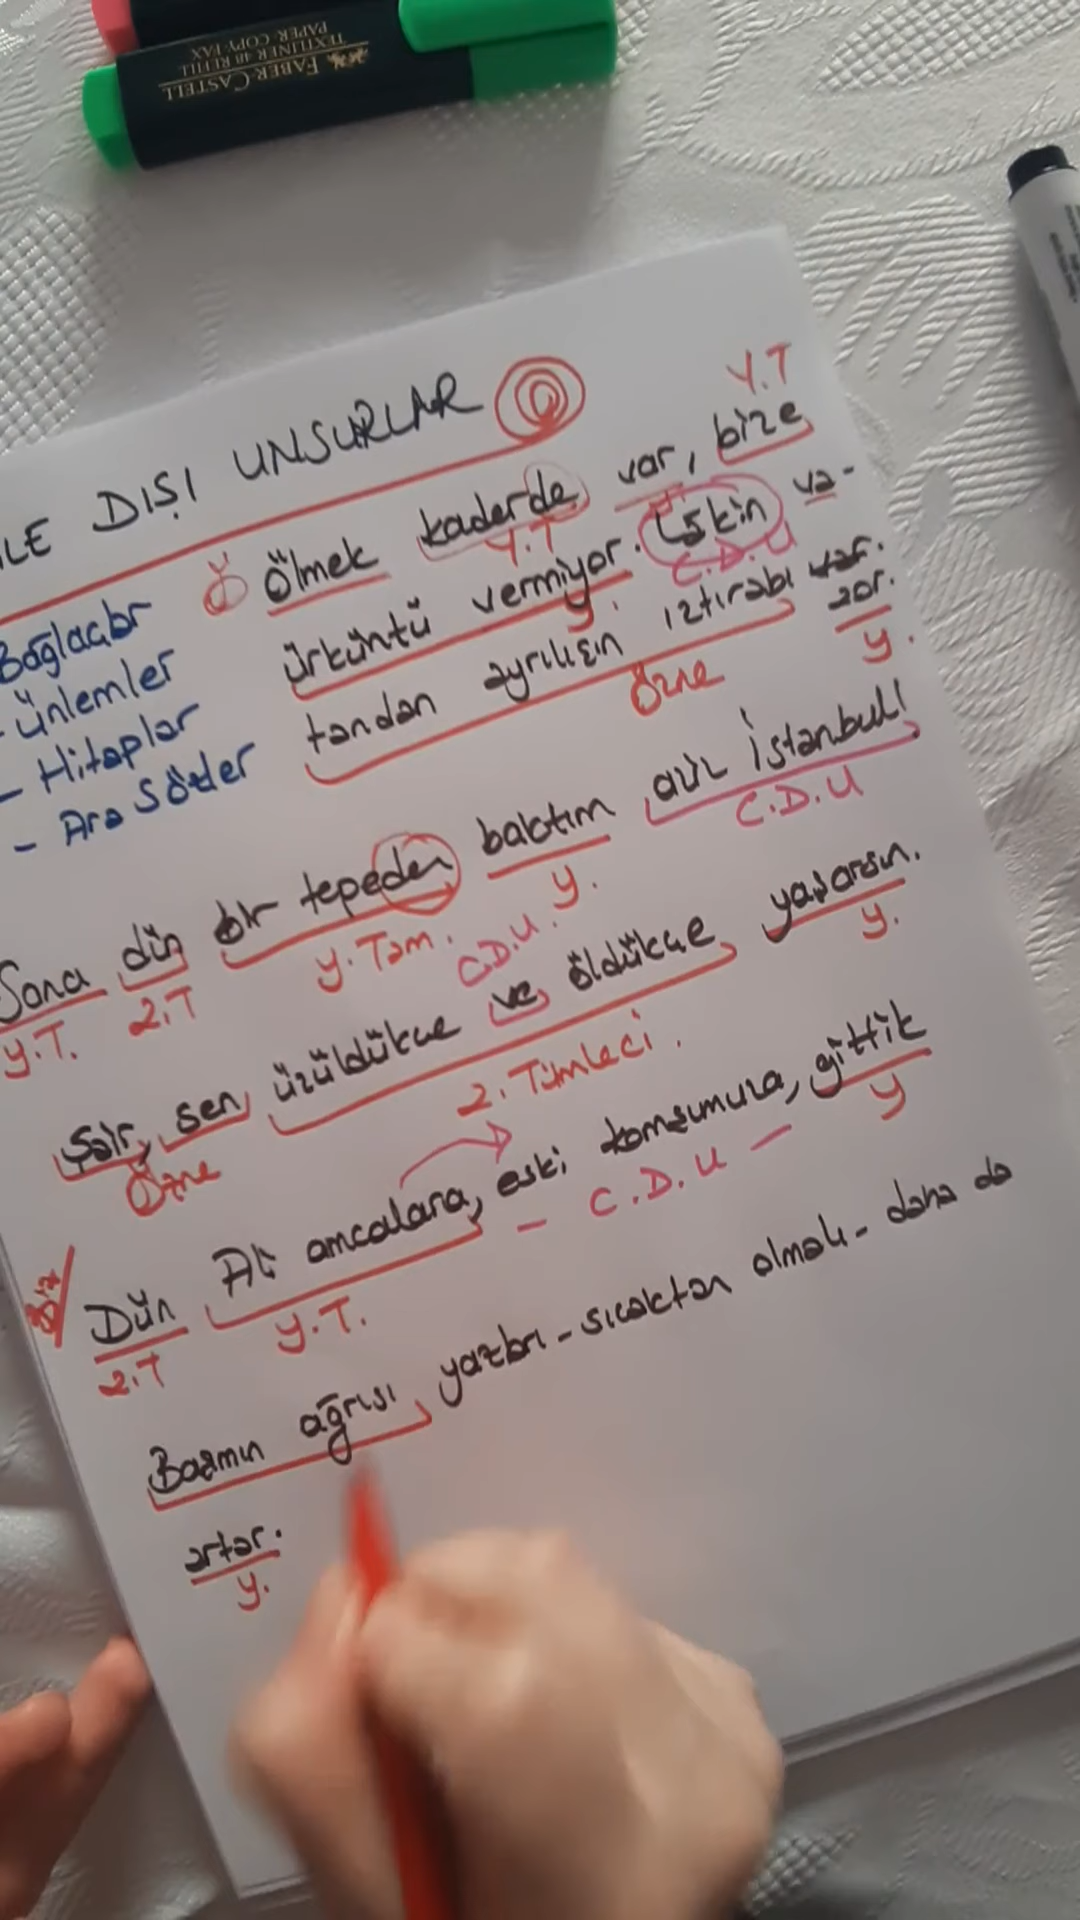 FABER-CASTELL
TEXTLINER 48 REFILL
PAPER COPY FAX
LE DIŞI UNSURLAR
Bağlaçlar
- Ünlemler
- Hitaplar
- Ara Sözler
Y.T
Ölmek kaderde var, bize
Y.T
ürküntü vermiyor. Lakin va-
y. C.D.U
tandan ayrılışın ıztırabı zor.
Özne y.
Sana dün bir tepeden baktım aziz İstanbul!
y.T. Z.T y. Tüm. y. C.D.U
C.D.U.
Şair, sen üzüldükçe ve öldükçe yaşarsın.
Özne Z. Tümleci. y.
Dün Ali amcalara, eski komşumuza, gittik
Z.T y.T. - C.D.U - y
Başımın ağrısı yazları - sıcaktan olmalı - daha da
artar.
y.